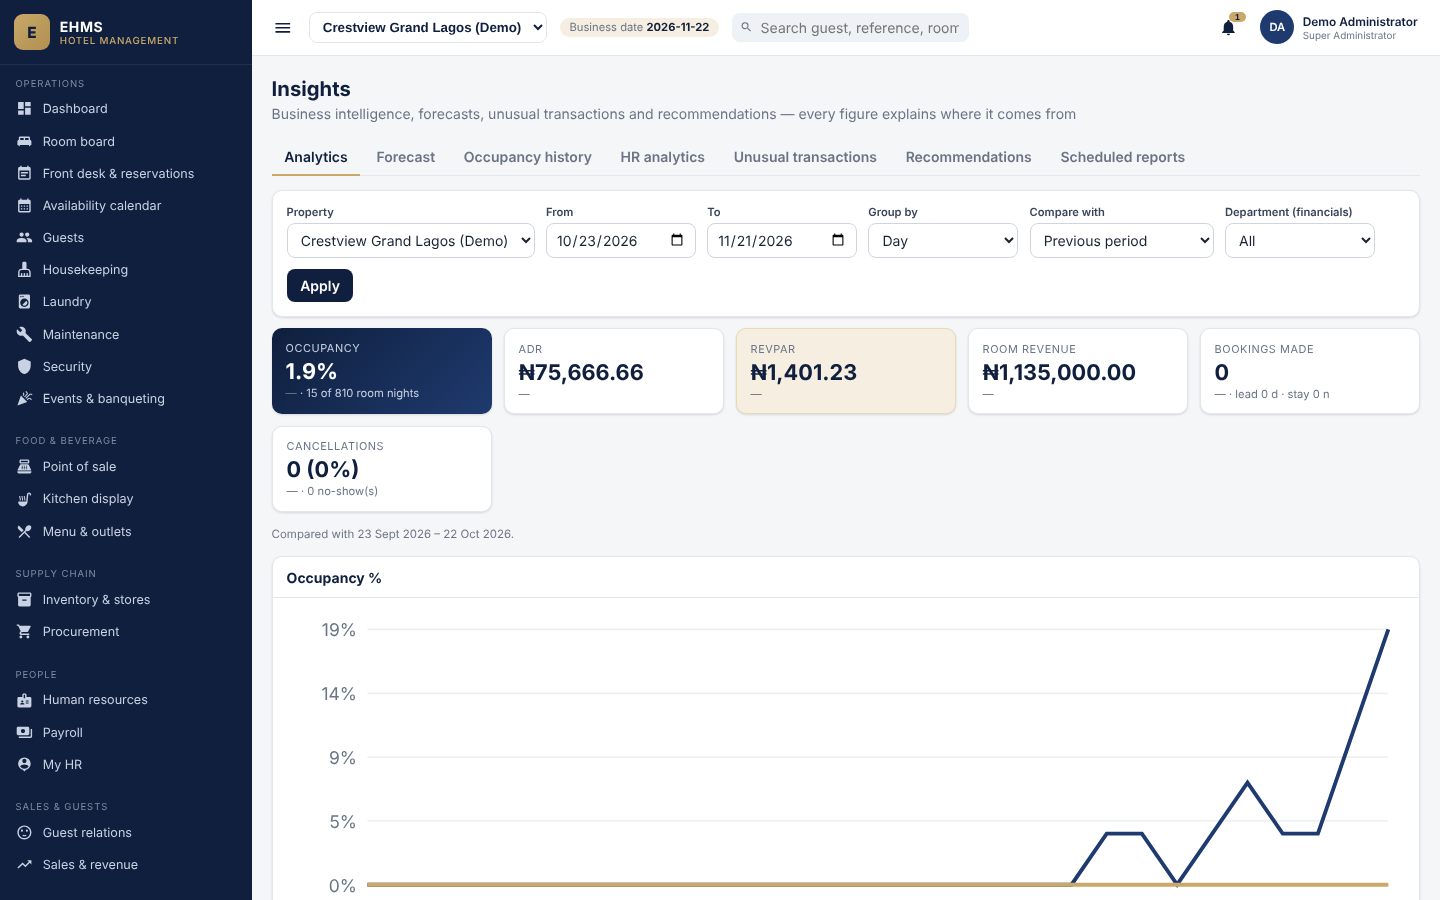 E
EHMS
HOTEL MANAGEMENT
OPERATIONS
Dashboard
Room board
Front desk & reservations
Availability calendar
Guests
Housekeeping
Laundry
Maintenance
Security
Events & banqueting
FOOD & BEVERAGE
Point of sale
Kitchen display
Menu & outlets
SUPPLY CHAIN
Inventory & stores
Procurement
PEOPLE
Human resources
Payroll
My HR
SALES & GUESTS
Guest relations
Sales & revenue
Crestview Grand Lagos (Demo)
Business date 2026-11-22
Search guest, reference, room
1
DA
Demo Administrator
Super Administrator
Insights
Business intelligence, forecasts, unusual transactions and recommendations — every figure explains where it comes from
Analytics Forecast Occupancy history HR analytics Unusual transactions Recommendations Scheduled reports
Property From To Group by Compare with Department (financials)
Crestview Grand Lagos (Demo) 10/23/2026 11/21/2026 Day Previous period All
Apply
OCCUPANCY
1.9%
— · 15 of 810 room nights
ADR
₦75,666.66
—
REVPAR
₦1,401.23
—
ROOM REVENUE
₦1,135,000.00
—
BOOKINGS MADE
0
— · lead 0 d · stay 0 n
CANCELLATIONS
0 (0%)
— · 0 no-show(s)
Compared with 23 Sept 2026 – 22 Oct 2026.
Occupancy %
19%
14%
9%
5%
0%